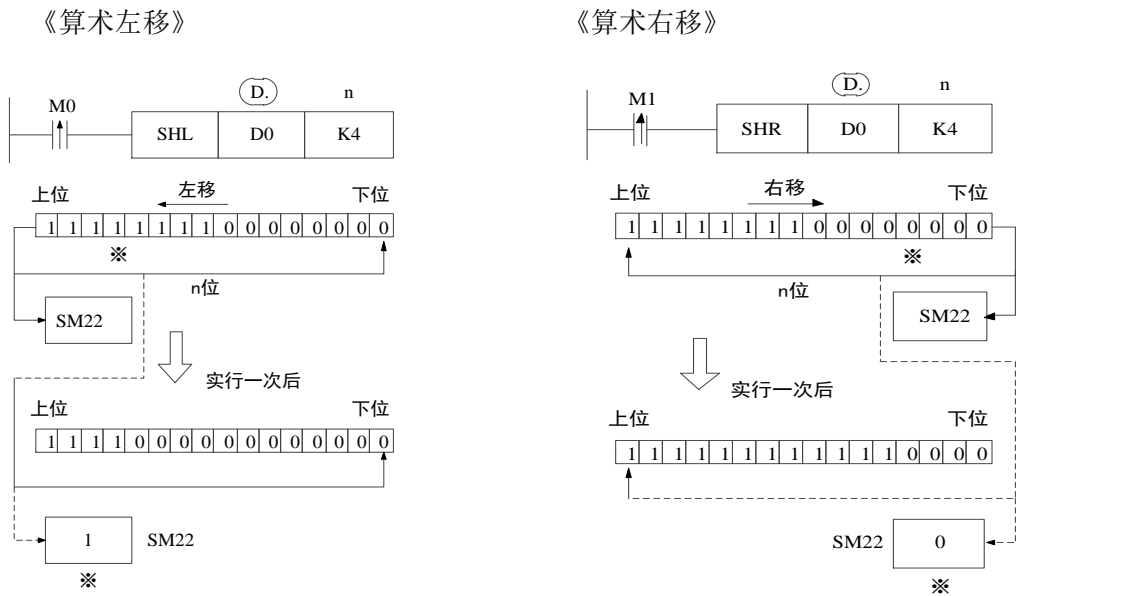 《算术左移》
D. n
M0
SHL D0 K4
上位 左移 下位
1 1 1 1 1 1 1 1 0 0 0 0 0 0 0 0
※
n位
SM22
实行一次后
上位 下位
1 1 1 1 0 0 0 0 0 0 0 0 0 0 0 0
1 SM22
※
《算术右移》
D. n
M1
SHR D0 K4
上位 右移 下位
1 1 1 1 1 1 1 1 0 0 0 0 0 0 0 0
※
n位
SM22
实行一次后
上位 下位
1 1 1 1 1 1 1 1 1 1 1 1 0 0 0 0
SM22 0
※